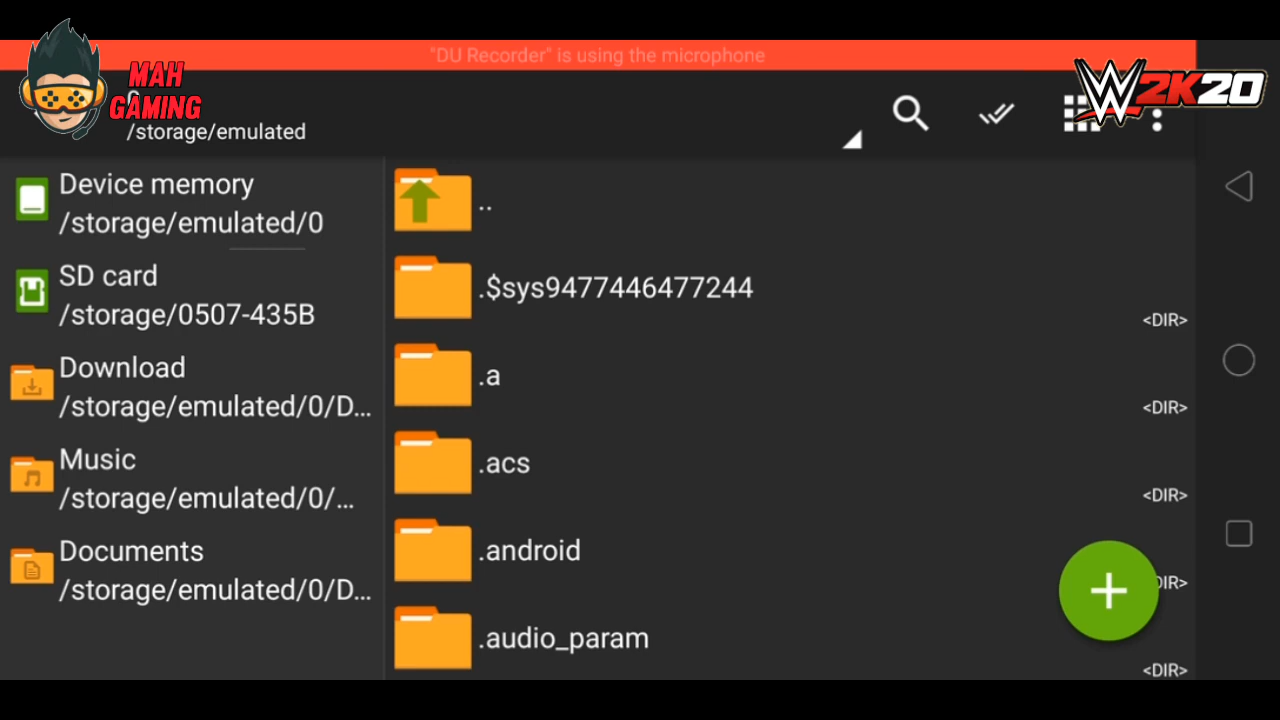 "DU Recorder" is using the microphone
MAH
GAMING
W2K20
/storage/emulated
Device memory
/storage/emulated/0
SD card
/storage/0507-435B
Download
/storage/emulated/0/D...
Music
/storage/emulated/0/...
Documents
/storage/emulated/0/D...
..
.$sys9477446477244
<DIR>
.a
<DIR>
.acs
<DIR>
.android
DIR>
.audio_param
<DIR>